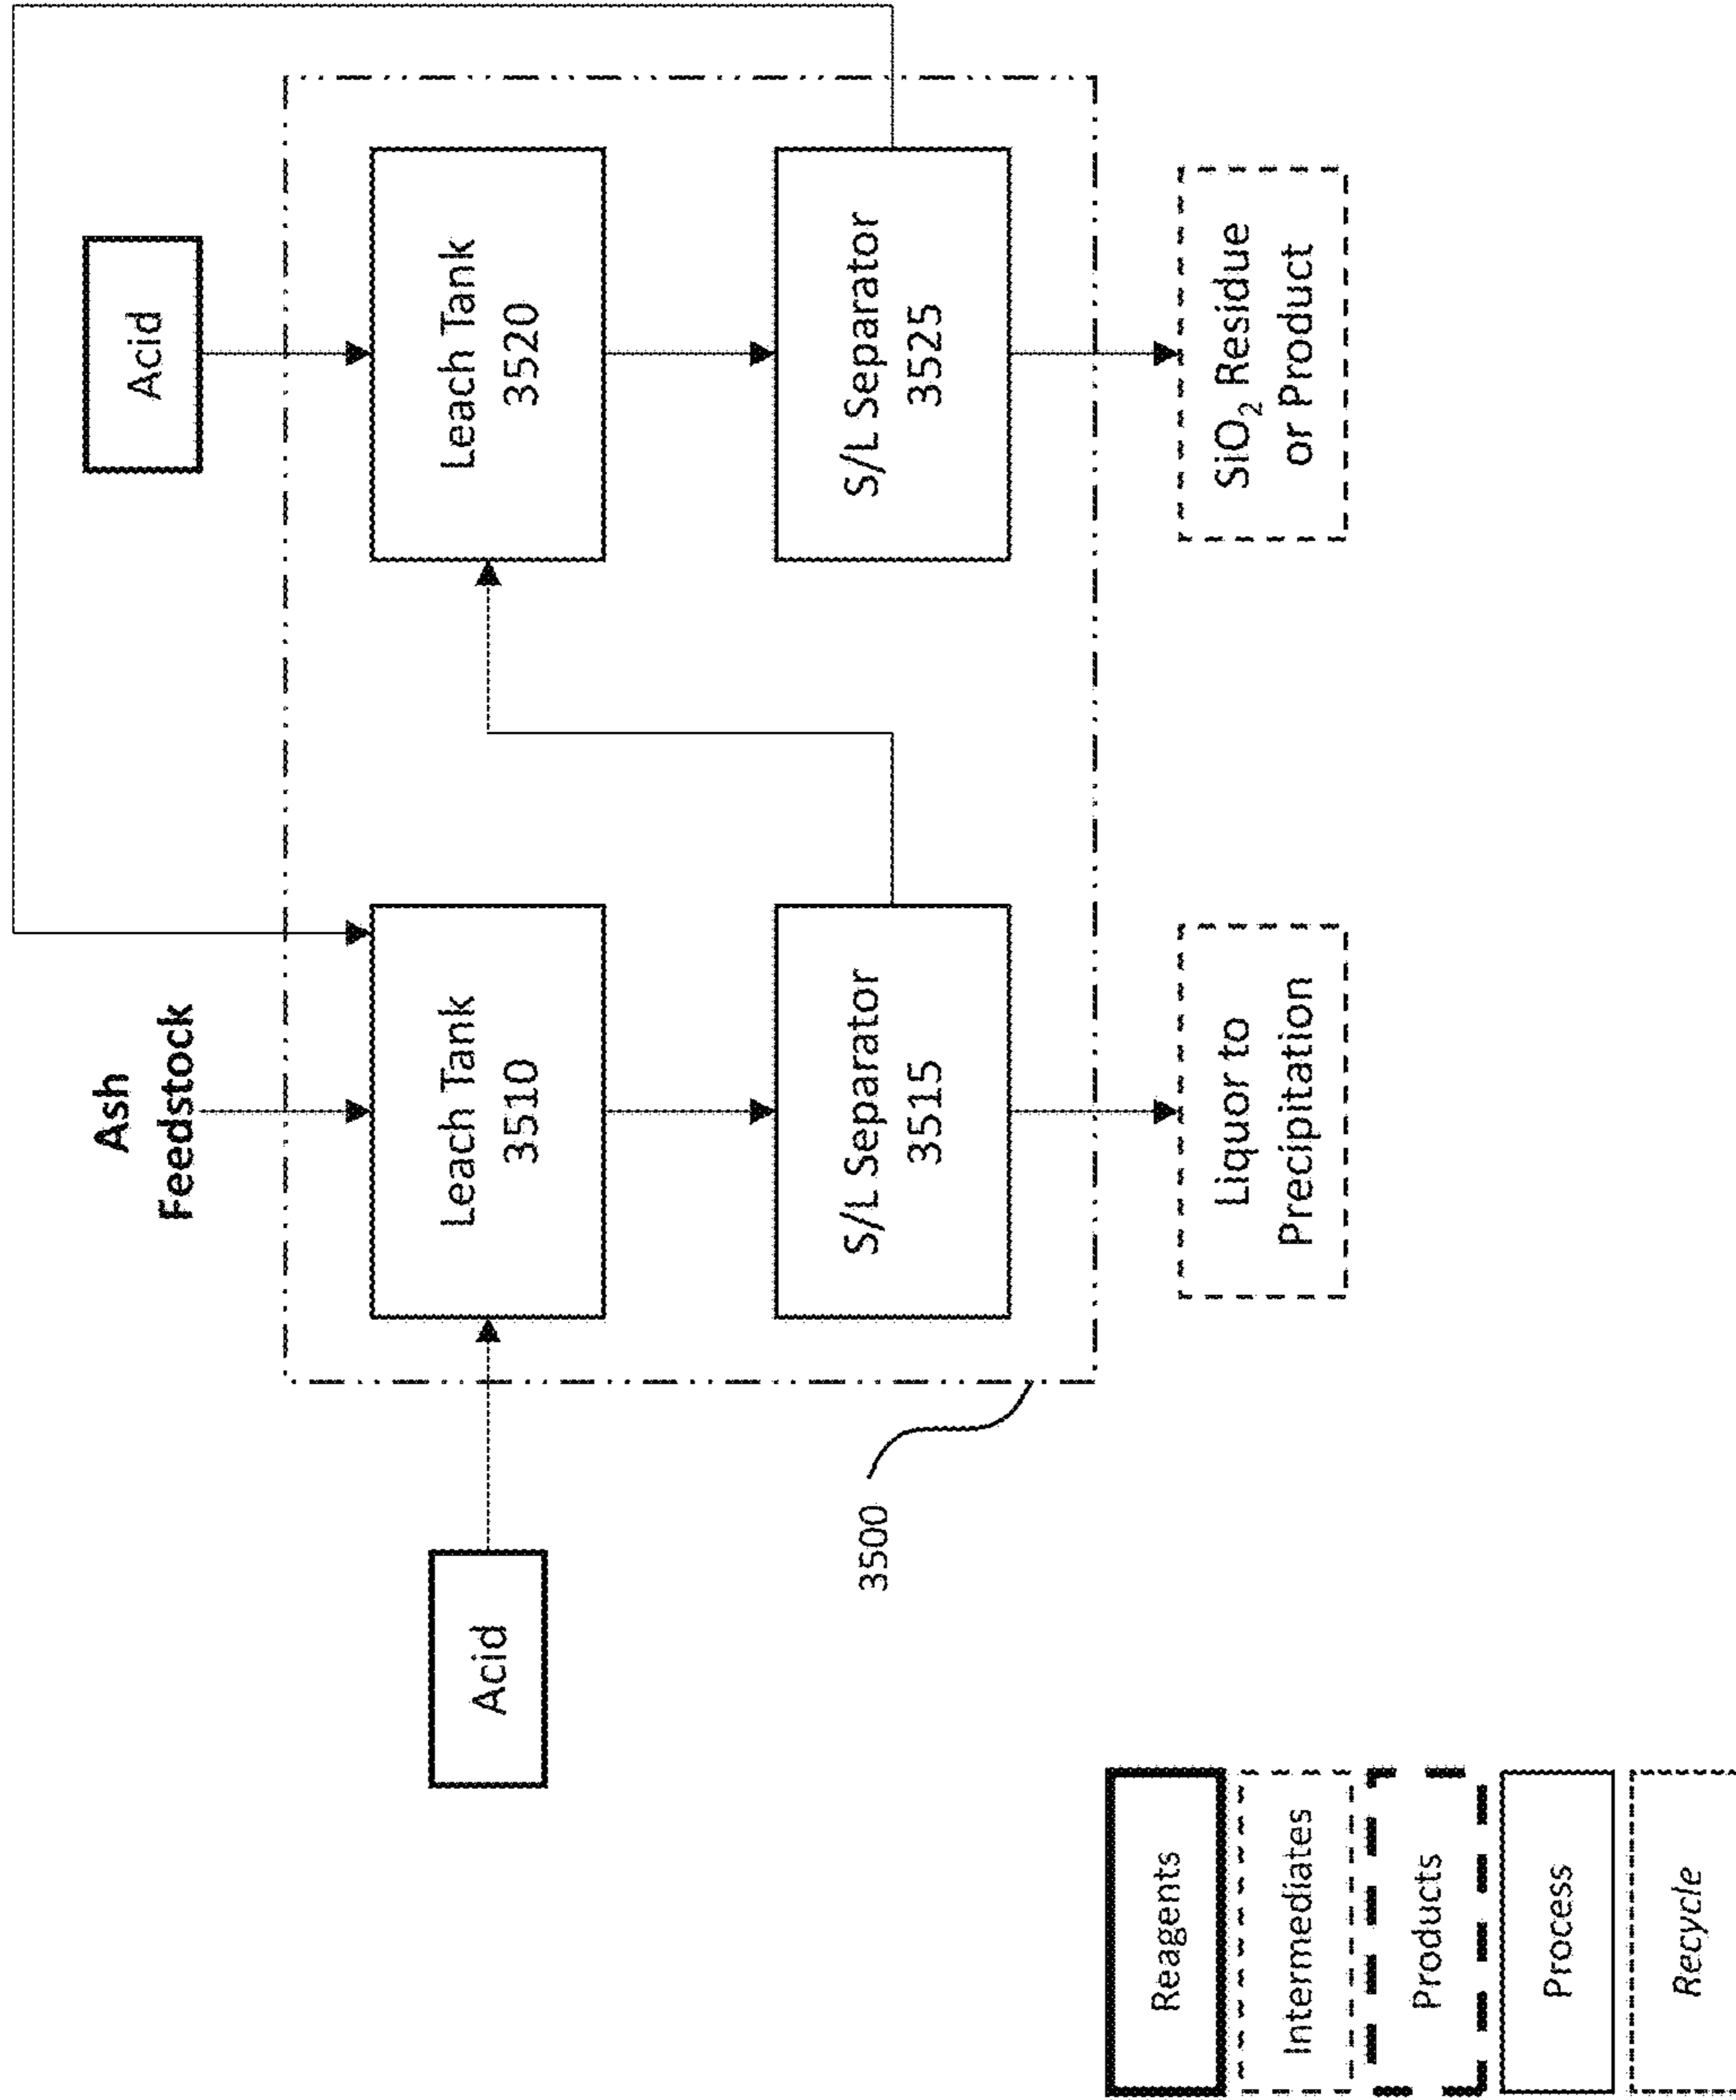 Ash
Feedstock
Acid
Acid
Leach Tank
3510
Leach Tank
3520
S/L Separator
3515
S/L Separator
3525
3500
Liquor to
Precipitation
SiO₂ Residue
or Product
Reagents
Intermediates
Products
Process
Recycle